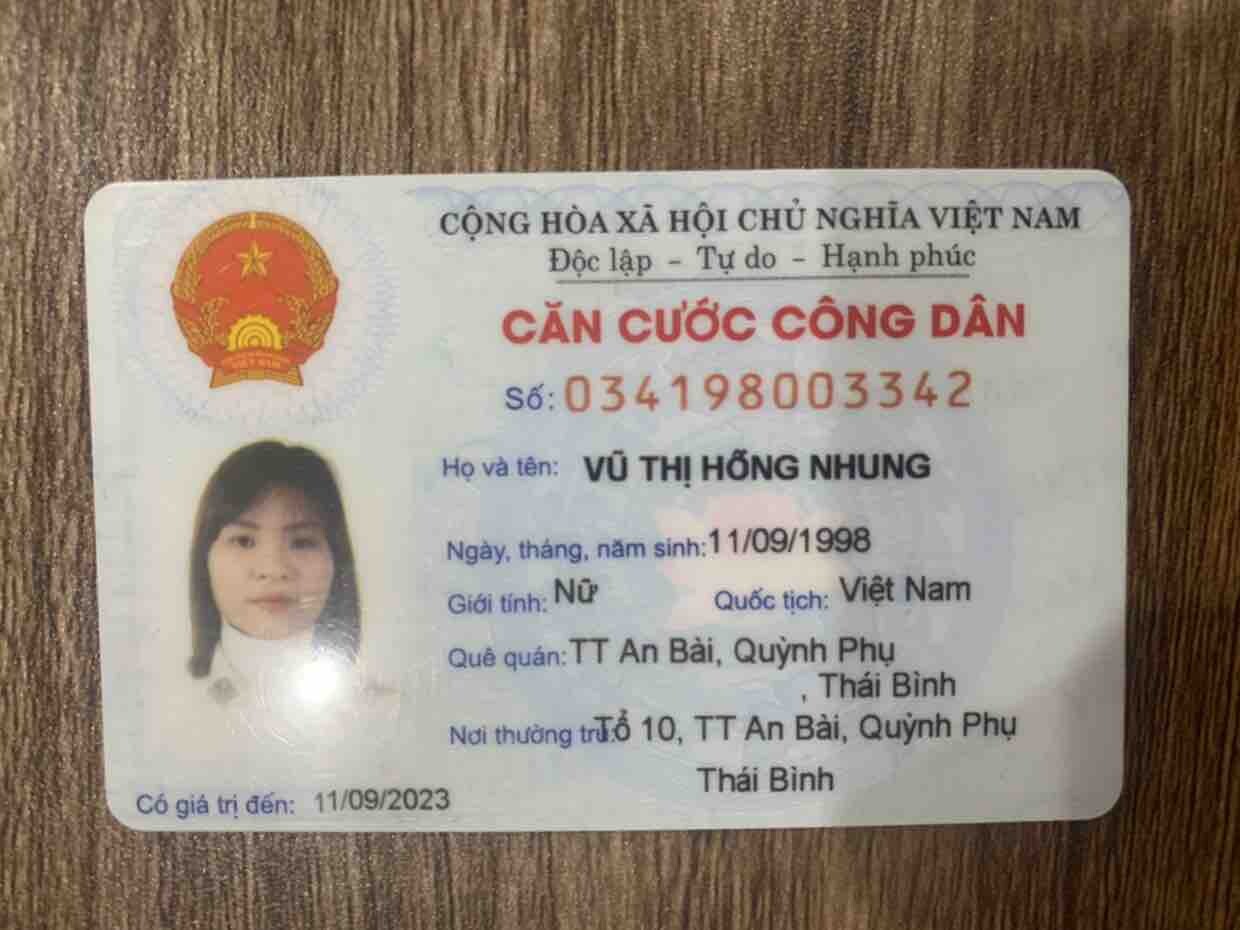 CỘNG HÒA XÃ HỘI CHỦ NGHĨA VIỆT NAM
Độc lập - Tự do - Hạnh phúc
CĂN CƯỚC CÔNG DÂN
Số: 034198003342
Họ và tên: VŨ THỊ HỒNG NHUNG
Ngày, tháng, năm sinh: 11/09/1998
Giới tính: Nữ Quốc tịch: Việt Nam
Quê quán: TT An Bài, Quỳnh Phụ
, Thái Bình
Nơi thường trú: Tổ 10, TT An Bài, Quỳnh Phụ
Thái Bình
Có giá trị đến: 11/09/2023
VIỆT NAM